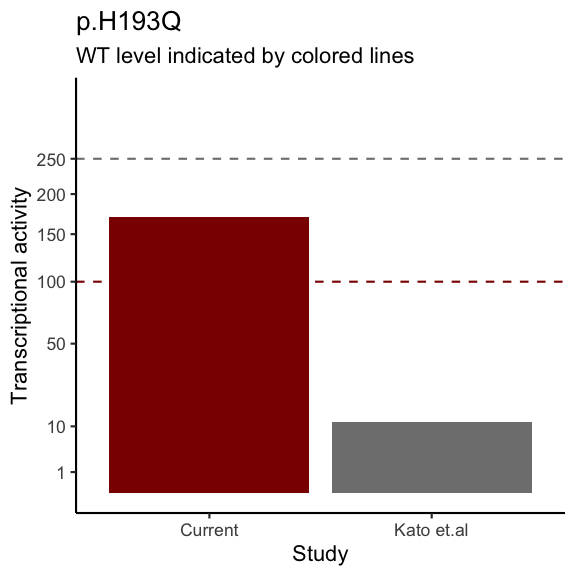 p.H193Q
WT level indicated by colored lines
Transcriptional activity
250
200
150
100
50
10
1
Current
Kato et.al
Study